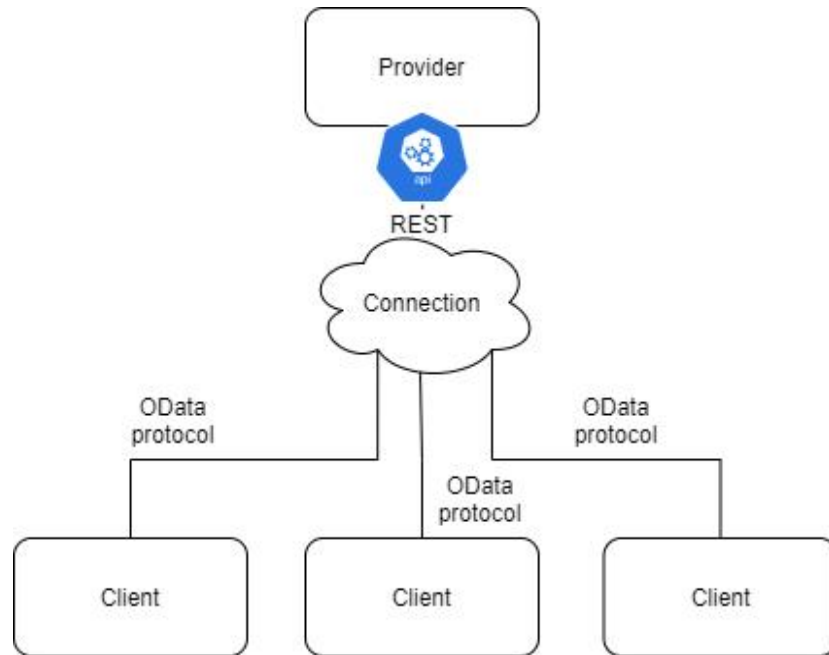 Provider
api
REST
Connection
OData
protocol
OData
protocol
OData
protocol
Client
Client
Client